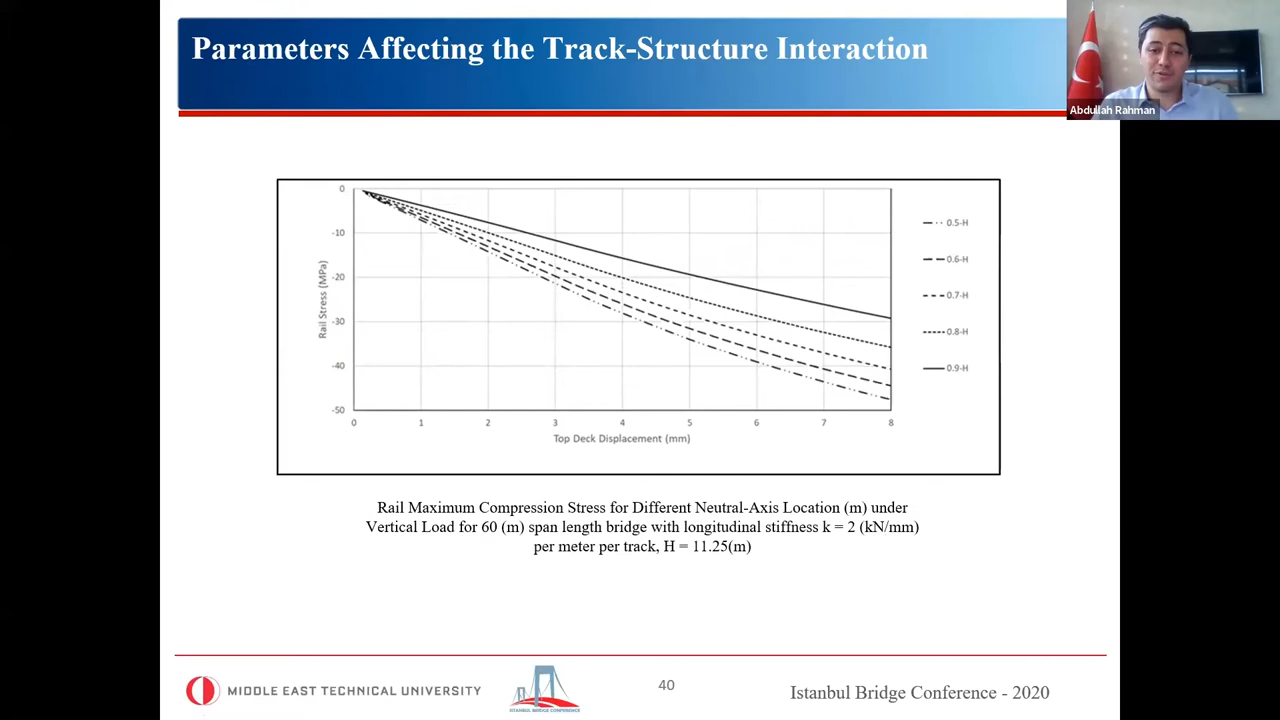 Parameters Affecting the Track-Structure Interaction
Abdullah Rahman
0
-10
-20
-30
-40
-50
Rail Stress (MPa)
0 1 2 3 4 5 6 7 8
Top Deck Displacement (mm)
0.5-H
0.6-H
0.7-H
0.8-H
0.9-H
Rail Maximum Compression Stress for Different Neutral-Axis Location (m) under
Vertical Load for 60 (m) span length bridge with longitudinal stiffness k = 2 (kN/mm)
per meter per track, H = 11.25(m)
MIDDLE EAST TECHNICAL UNIVERSITY
ISTANBUL BRIDGE CONFERENCE
40
Istanbul Bridge Conference - 2020